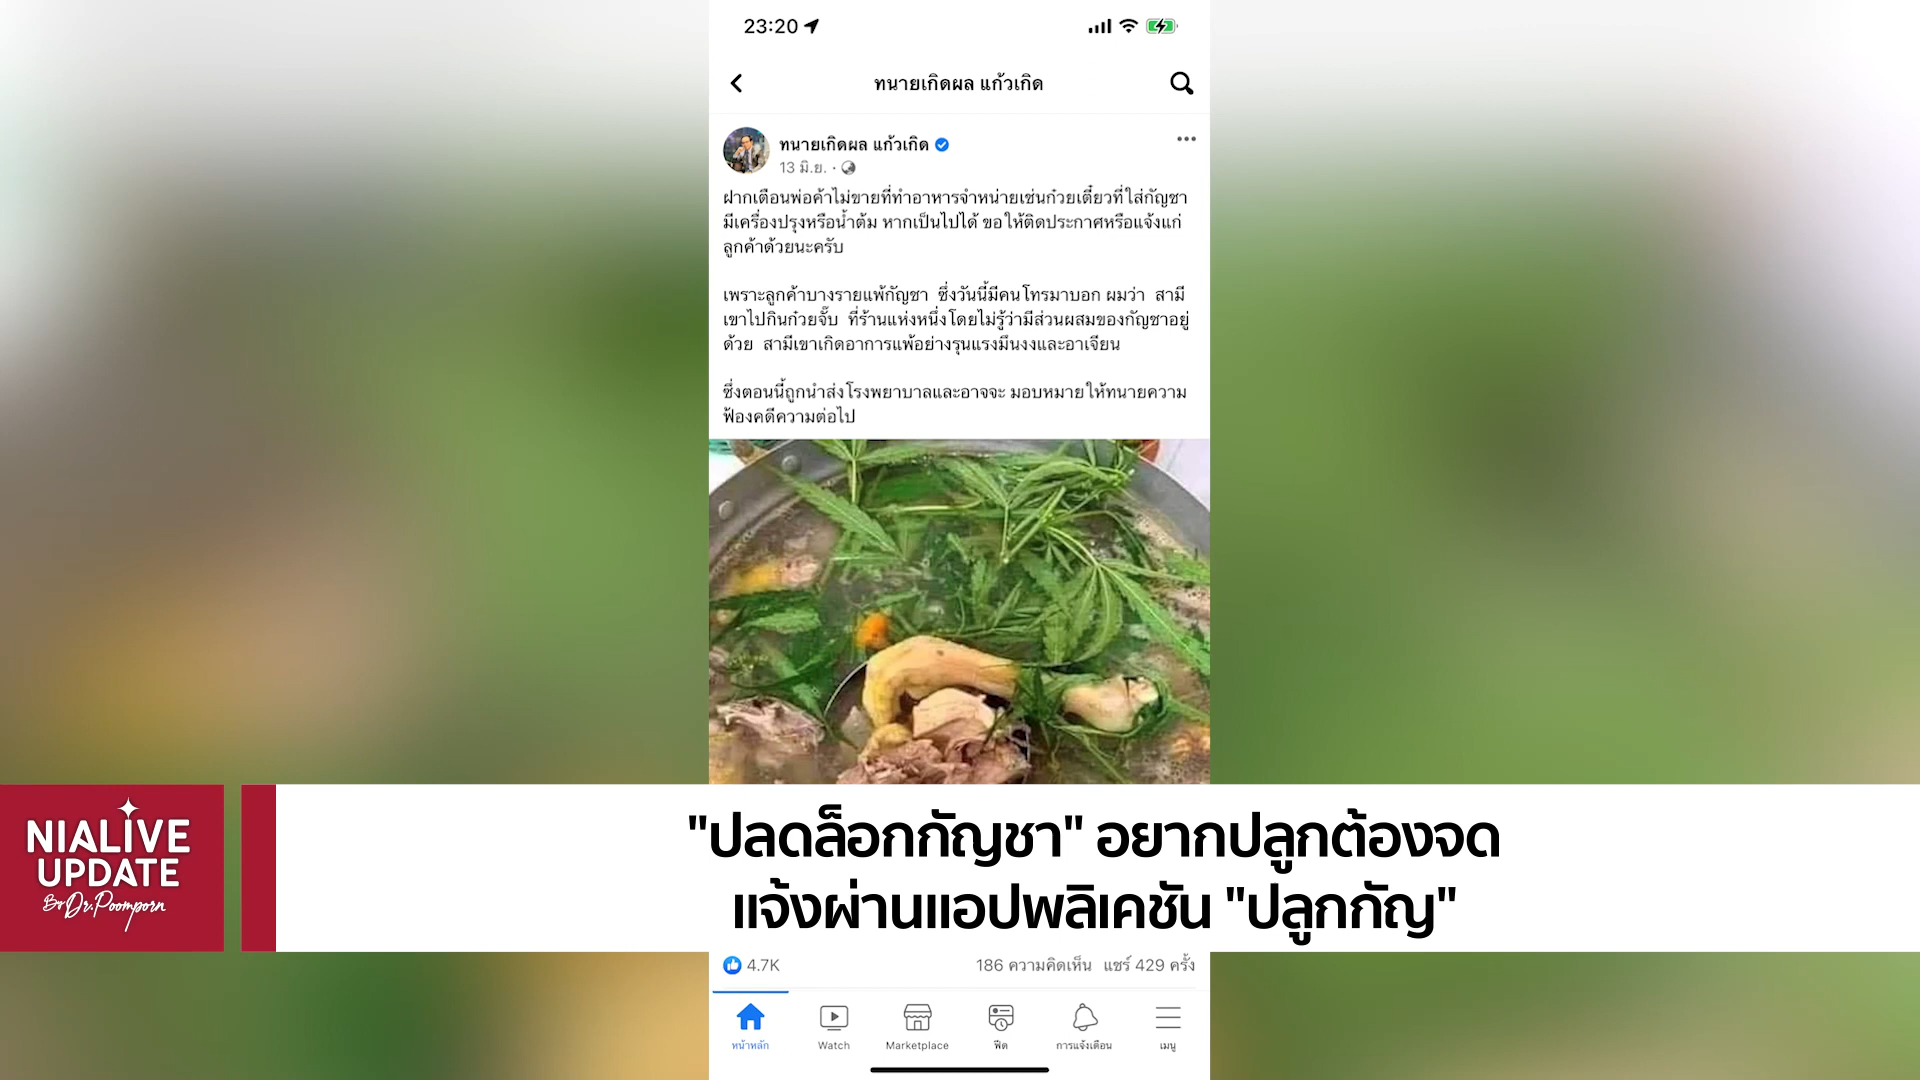 23:20
ทนายเกิดผล แก้วเกิด
ทนายเกิดผล แก้วเกิด
13 มิ.ย. ·
ฝากเตือนพ่อค้าไม่ขายที่ทำอาหารจำหน่ายเช่นก๋วยเตี๋ยวที่ใส่กัญชา
มีเครื่องปรุงหรือน้ำต้ม หากเป็นไปได้ ขอให้ติดประกาศหรือแจ้งแก่
ลูกค้าด้วยนะครับ
เพราะลูกค้าบางรายแพ้กัญชา ซึ่งวันนี้มีคนโทรมาบอก ผมว่า สามี
เขาไปกินก๋วยจั๊บ ที่ร้านแห่งหนึ่งโดยไม่รู้ว่ามีส่วนผสมของกัญชาอยู่
ด้วย สามีเขาเกิดอาการแพ้อย่างรุนแรงมึนงงและอาเจียน
ซึ่งตอนนี้ถูกนำส่งโรงพยาบาลและอาจจะ มอบหมายให้ทนายความ
ฟ้องคดีความต่อไป
NIALIVE
UPDATE
By Dr.Poomporn
"ปลดล็อกกัญชา" อยากปลูกต้องจด
แจ้งผ่านแอปพลิเคชัน "ปลูกกัญ"
4.7K
186 ความคิดเห็น แชร์ 429 ครั้ง
หน้าหลัก
Watch
Marketplace
ฟีด
การแจ้งเตือน
เมนู